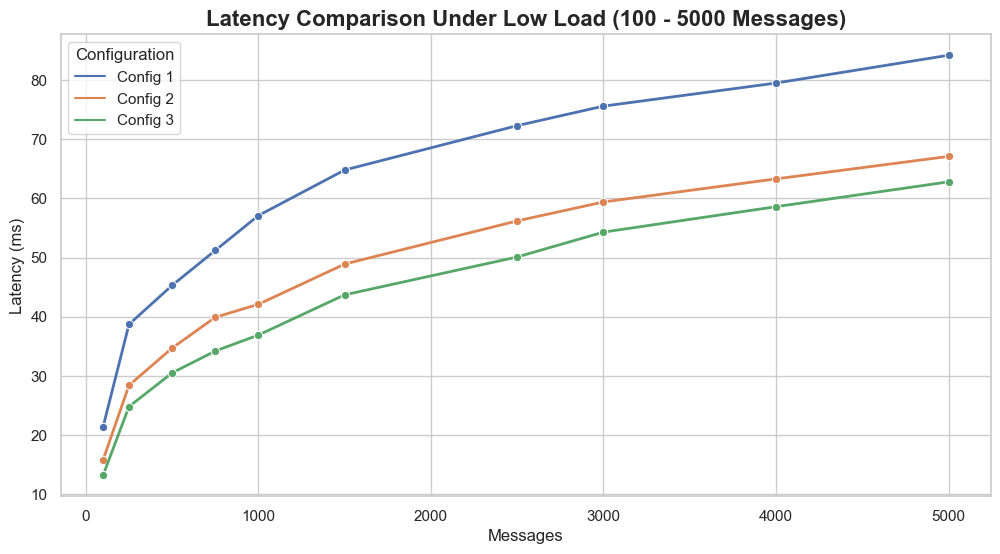 Latency Comparison Under Low Load (100 - 5000 Messages)
Configuration
Config 1
Config 2
Config 3
Latency (ms)
80
70
60
50
40
30
20
10
0 1000 2000 3000 4000 5000
Messages